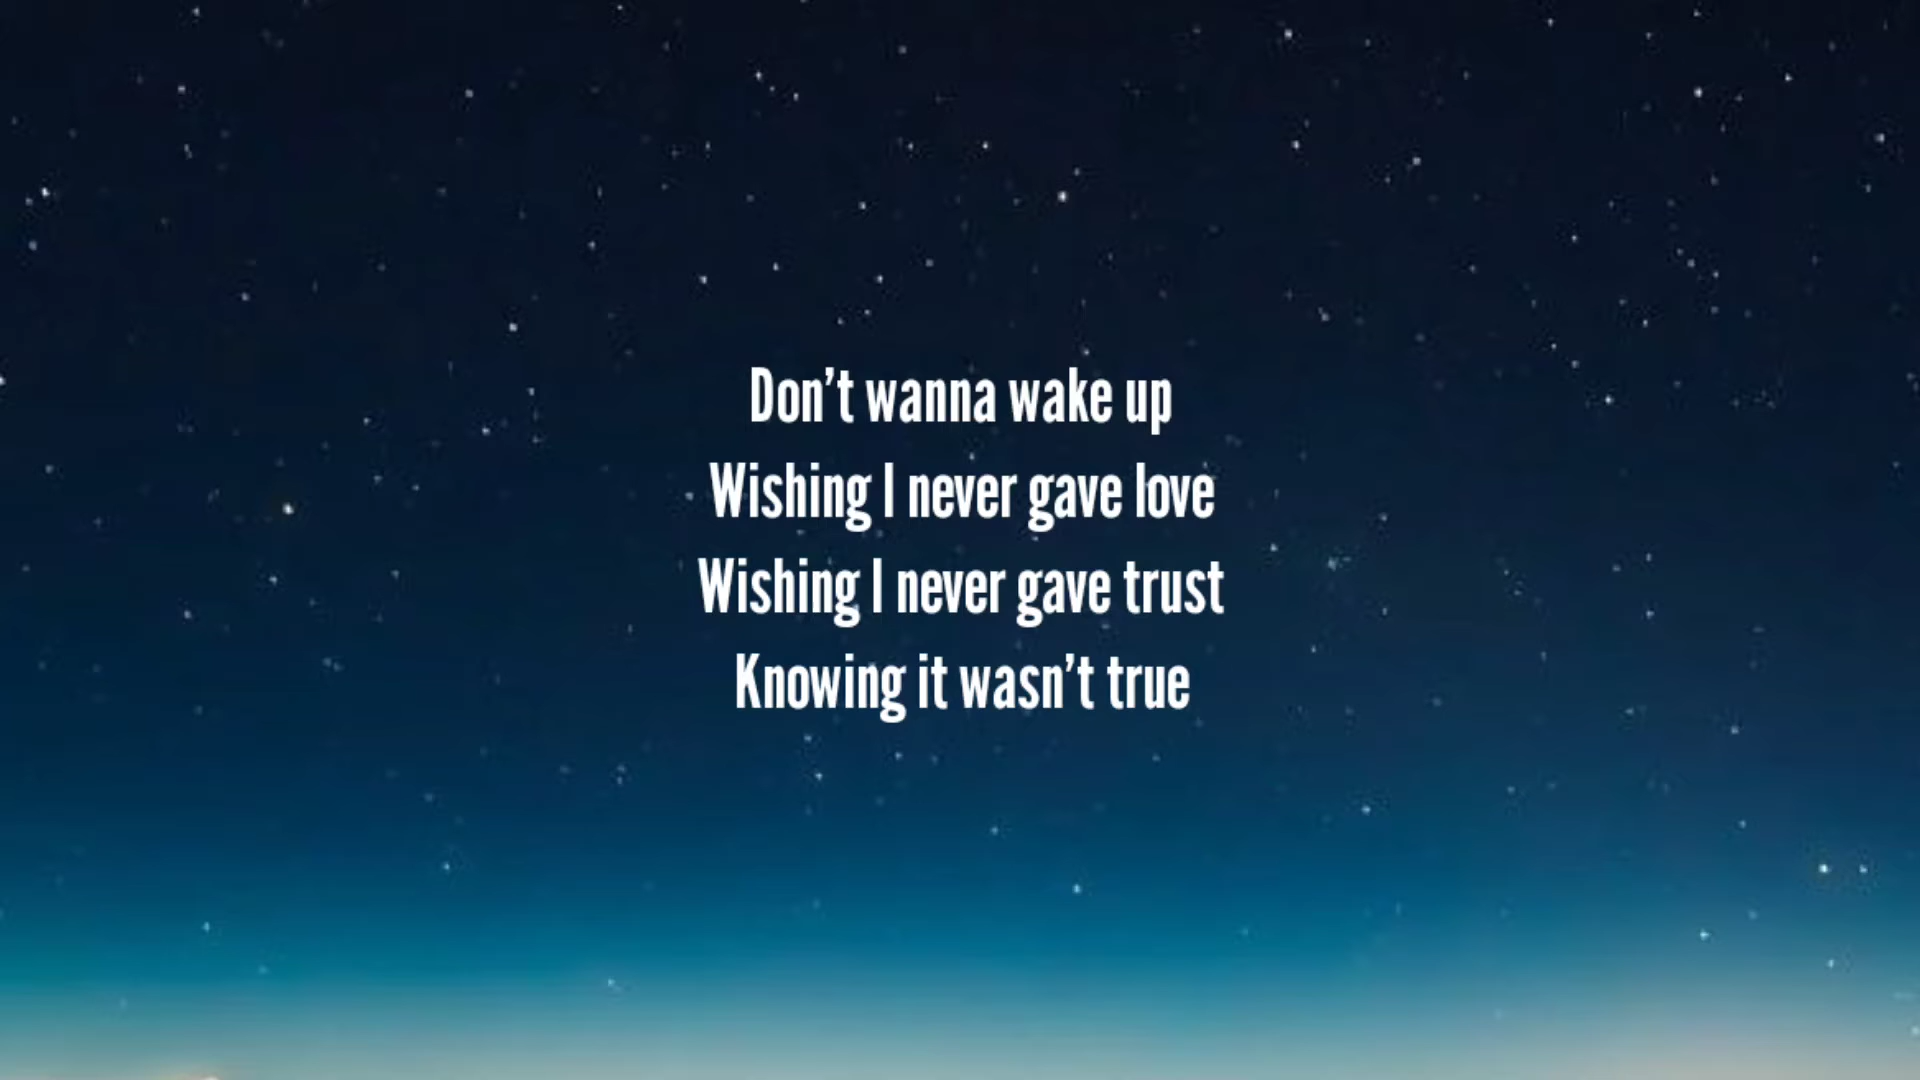 Don’t wanna wake up
Wishing I never gave love
Wishing I never gave trust
Knowing it wasn’t true